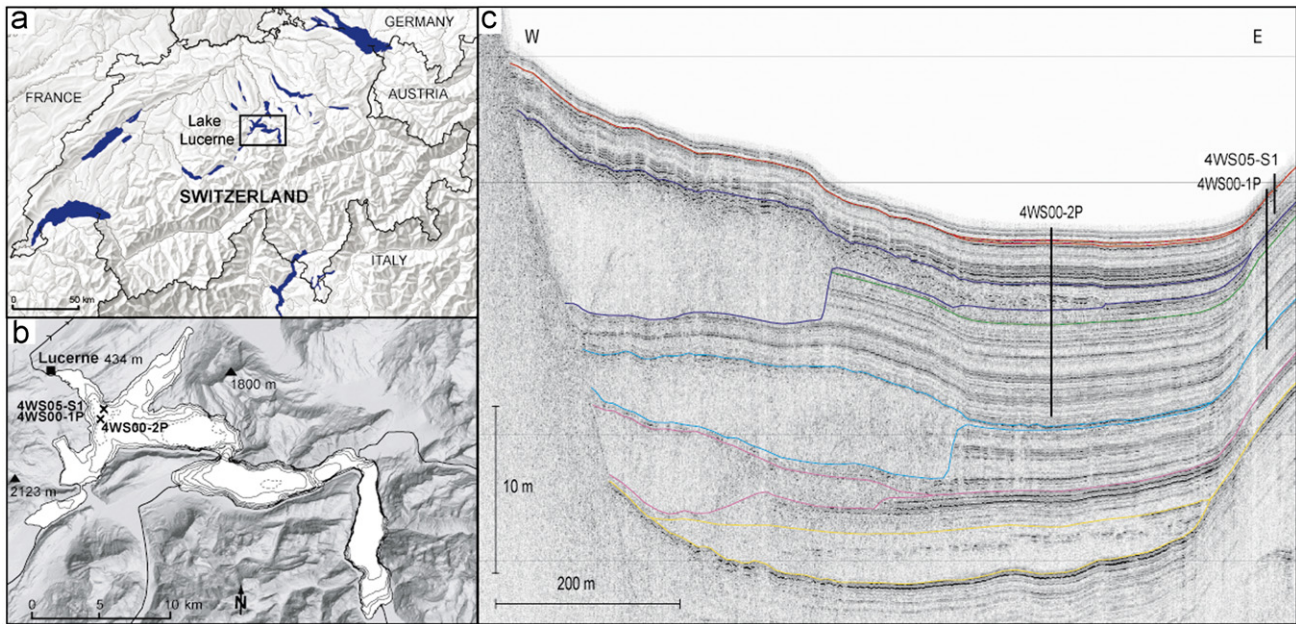 a
GERMANY
FRANCE
AUSTRIA
Lake
Lucerne
SWITZERLAND
ITALY
0 50 km
b
Lucerne 434 m
1800 m
4WS05-S1
4WS00-1P
4WS00-2P
2123 m
0 5 10 km
N
c
W
E
4WS05-S1
4WS00-1P
4WS00-2P
10 m
200 m